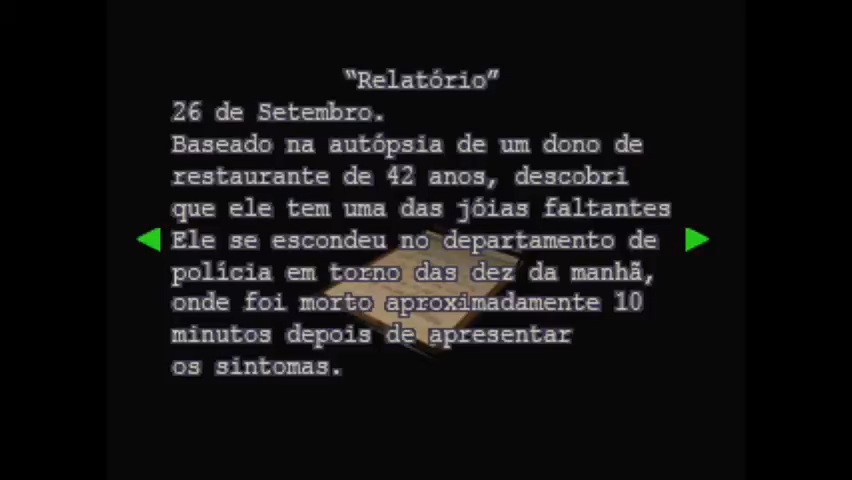 “Relatório”
26 de Setembro.
Baseado na autópsia de um dono de
restaurante de 42 anos, descobri
que ele tem uma das jóias faltantes
Ele se escondeu no departamento de
polícia em torno das dez da manhã,
onde foi morto aproximadamente 10
minutos depois de apresentar
os sintomas.